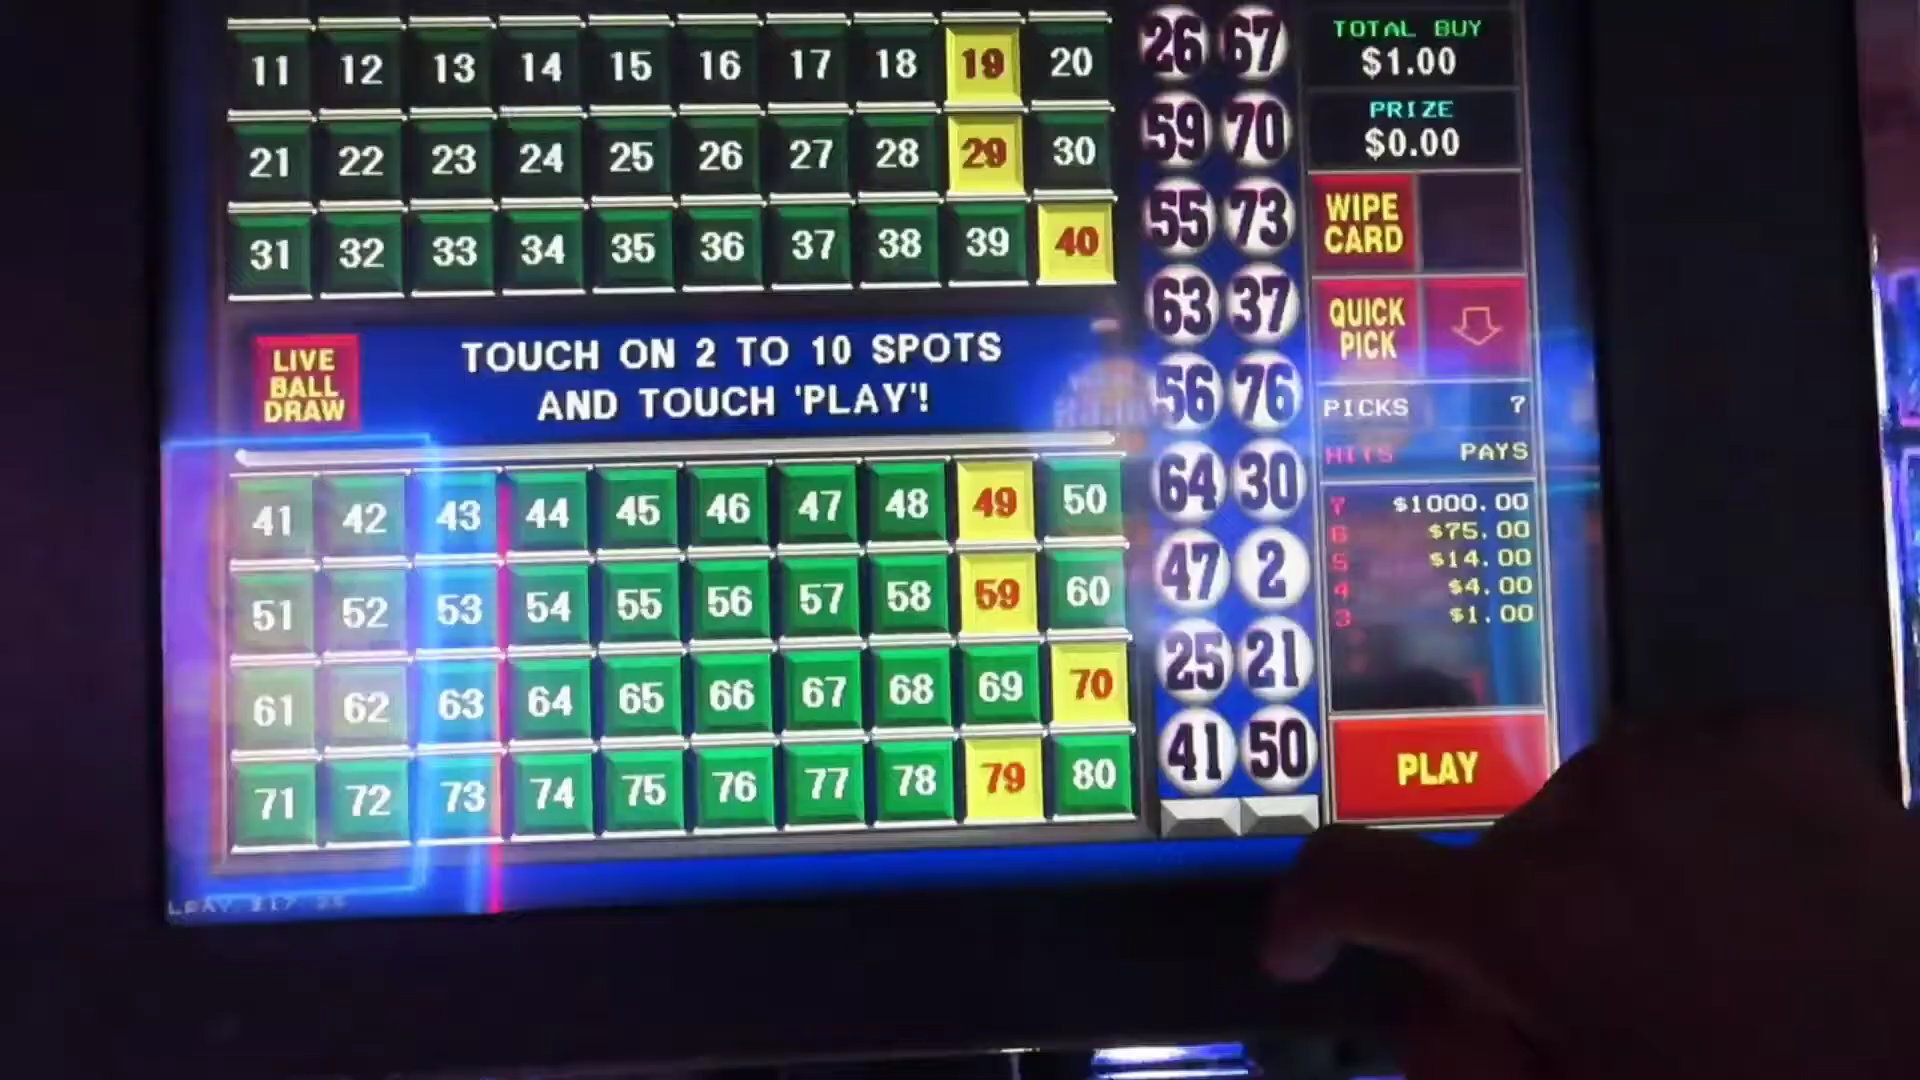 11 12 13 14 15 16 17 18 19 20
21 22 23 24 25 26 27 28 29 30
31 32 33 34 35 36 37 38 39 40
LIVE
BALL
DRAW
TOUCH ON 2 TO 10 SPOTS
AND TOUCH 'PLAY'!
41 42 43 44 45 46 47 48 49 50
51 52 53 54 55 56 57 58 59 60
61 62 63 64 65 66 67 68 69 70
71 72 73 74 75 76 77 78 79 80
26 67
59 70
55 73
63 37
56 76
64 30
47 2
25 21
41 50
TOTAL BUY
$1.00
PRIZE
$0.00
WIPE
CARD
QUICK
PICK
PICKS 7
HITS PAYS
7 $1000.00
6 $75.00
5 $14.00
4 $4.00
3 $1.00
PLAY